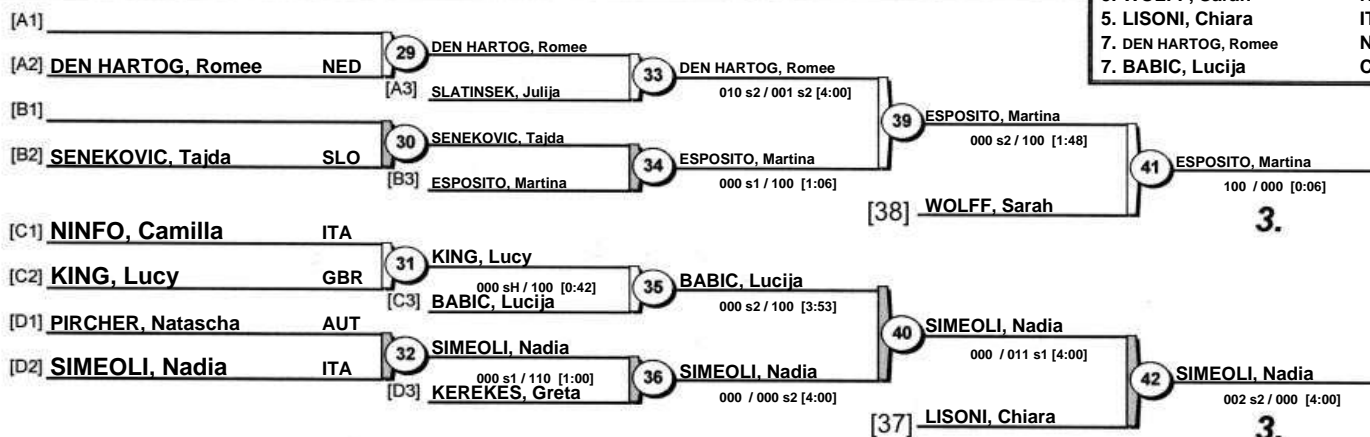 5. LISONI, Chiara
7. DEN HARTOG, Romee
7. BABIC, Lucija
[A1]
[A2] DEN HARTOG, Romee NED
29
DEN HARTOG, Romee
[A3] SLATINSEK, Julija
33
DEN HARTOG, Romee
010 s2 / 001 s2 [4:00]
[B1]
[B2] SENEKOVIC, Tajda SLO
30
SENEKOVIC, Tajda
[B3] ESPOSITO, Martina
34
ESPOSITO, Martina
000 s1 / 100 [1:06]
39
ESPOSITO, Martina
000 s2 / 100 [1:48]
[38] WOLFF, Sarah
41
ESPOSITO, Martina
100 / 000 [0:06]
3.
[C1] NINFO, Camilla ITA
[C2] KING, Lucy GBR
31
KING, Lucy
000 sH / 100 [0:42]
[C3] BABIC, Lucija
35
BABIC, Lucija
000 s2 / 100 [3:53]
[D1] PIRCHER, Natascha AUT
[D2] SIMEOLI, Nadia ITA
32
SIMEOLI, Nadia
000 s1 / 110 [1:00]
[D3] KEREKES, Greta
36
SIMEOLI, Nadia
000 / 000 s2 [4:00]
40
SIMEOLI, Nadia
000 / 011 s1 [4:00]
[37] LISONI, Chiara
42
SIMEOLI, Nadia
002 s2 / 000 [4:00]
3.